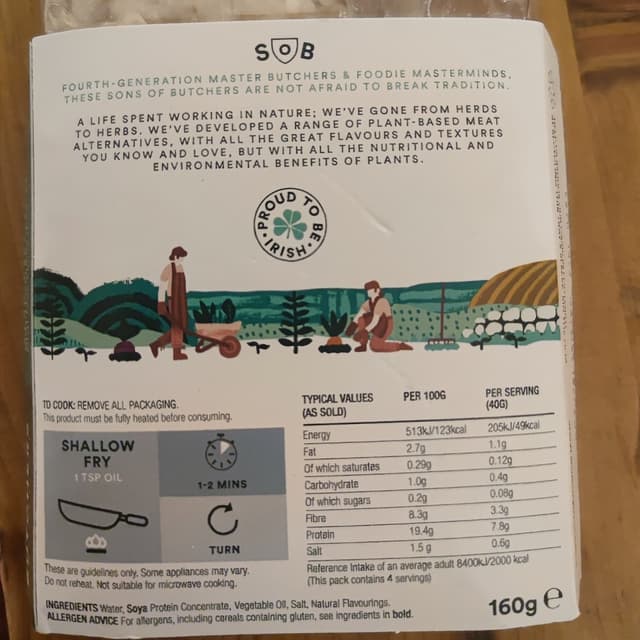 SOB
FOURTH-GENERATION MASTER BUTCHERS & FOODIE MASTERMINDS,
THESE SONS OF BUTCHERS ARE NOT AFRAID TO BREAK TRADITION.
A LIFE SPENT WORKING IN NATURE; WE'VE GONE FROM HERDS
TO HERBS. WE'VE DEVELOPED A RANGE OF PLANT-BASED MEAT
ALTERNATIVES, WITH ALL THE GREAT FLAVOURS AND TEXTURES
YOU KNOW AND LOVE, BUT WITH ALL THE NUTRITIONAL AND
ENVIRONMENTAL BENEFITS OF PLANTS.
PROUD TO BE
IRISH
TO COOK: REMOVE ALL PACKAGING.
This product must be fully heated before consuming.
SHALLOW
FRY
1 TSP OIL
1-2 MINS
TURN
These are guidelines only. Some appliances may vary.
Do not reheat. Not suitable for microwave cooking.
TYPICAL VALUES (AS SOLD) PER 100G PER SERVING (40G)
Energy 513kJ/123kcal 205kJ/49kcal
Fat 2.7g 1.1g
Of which saturates 0.29g 0.12g
Carbohydrate 1.0g 0.4g
Of which sugars 0.2g 0.08g
Fibre 8.3g 3.3g
Protein 19.4g 7.8g
Salt 1.5 g 0.6g
Reference Intake of an average adult 8400kJ/2000 kcal
(This pack contains 4 servings)
INGREDIENTS Water, Soya Protein Concentrate, Vegetable Oil, Salt, Natural Flavourings.
ALLERGEN ADVICE For allergens, including cereals containing gluten, see ingredients in bold.
160g e